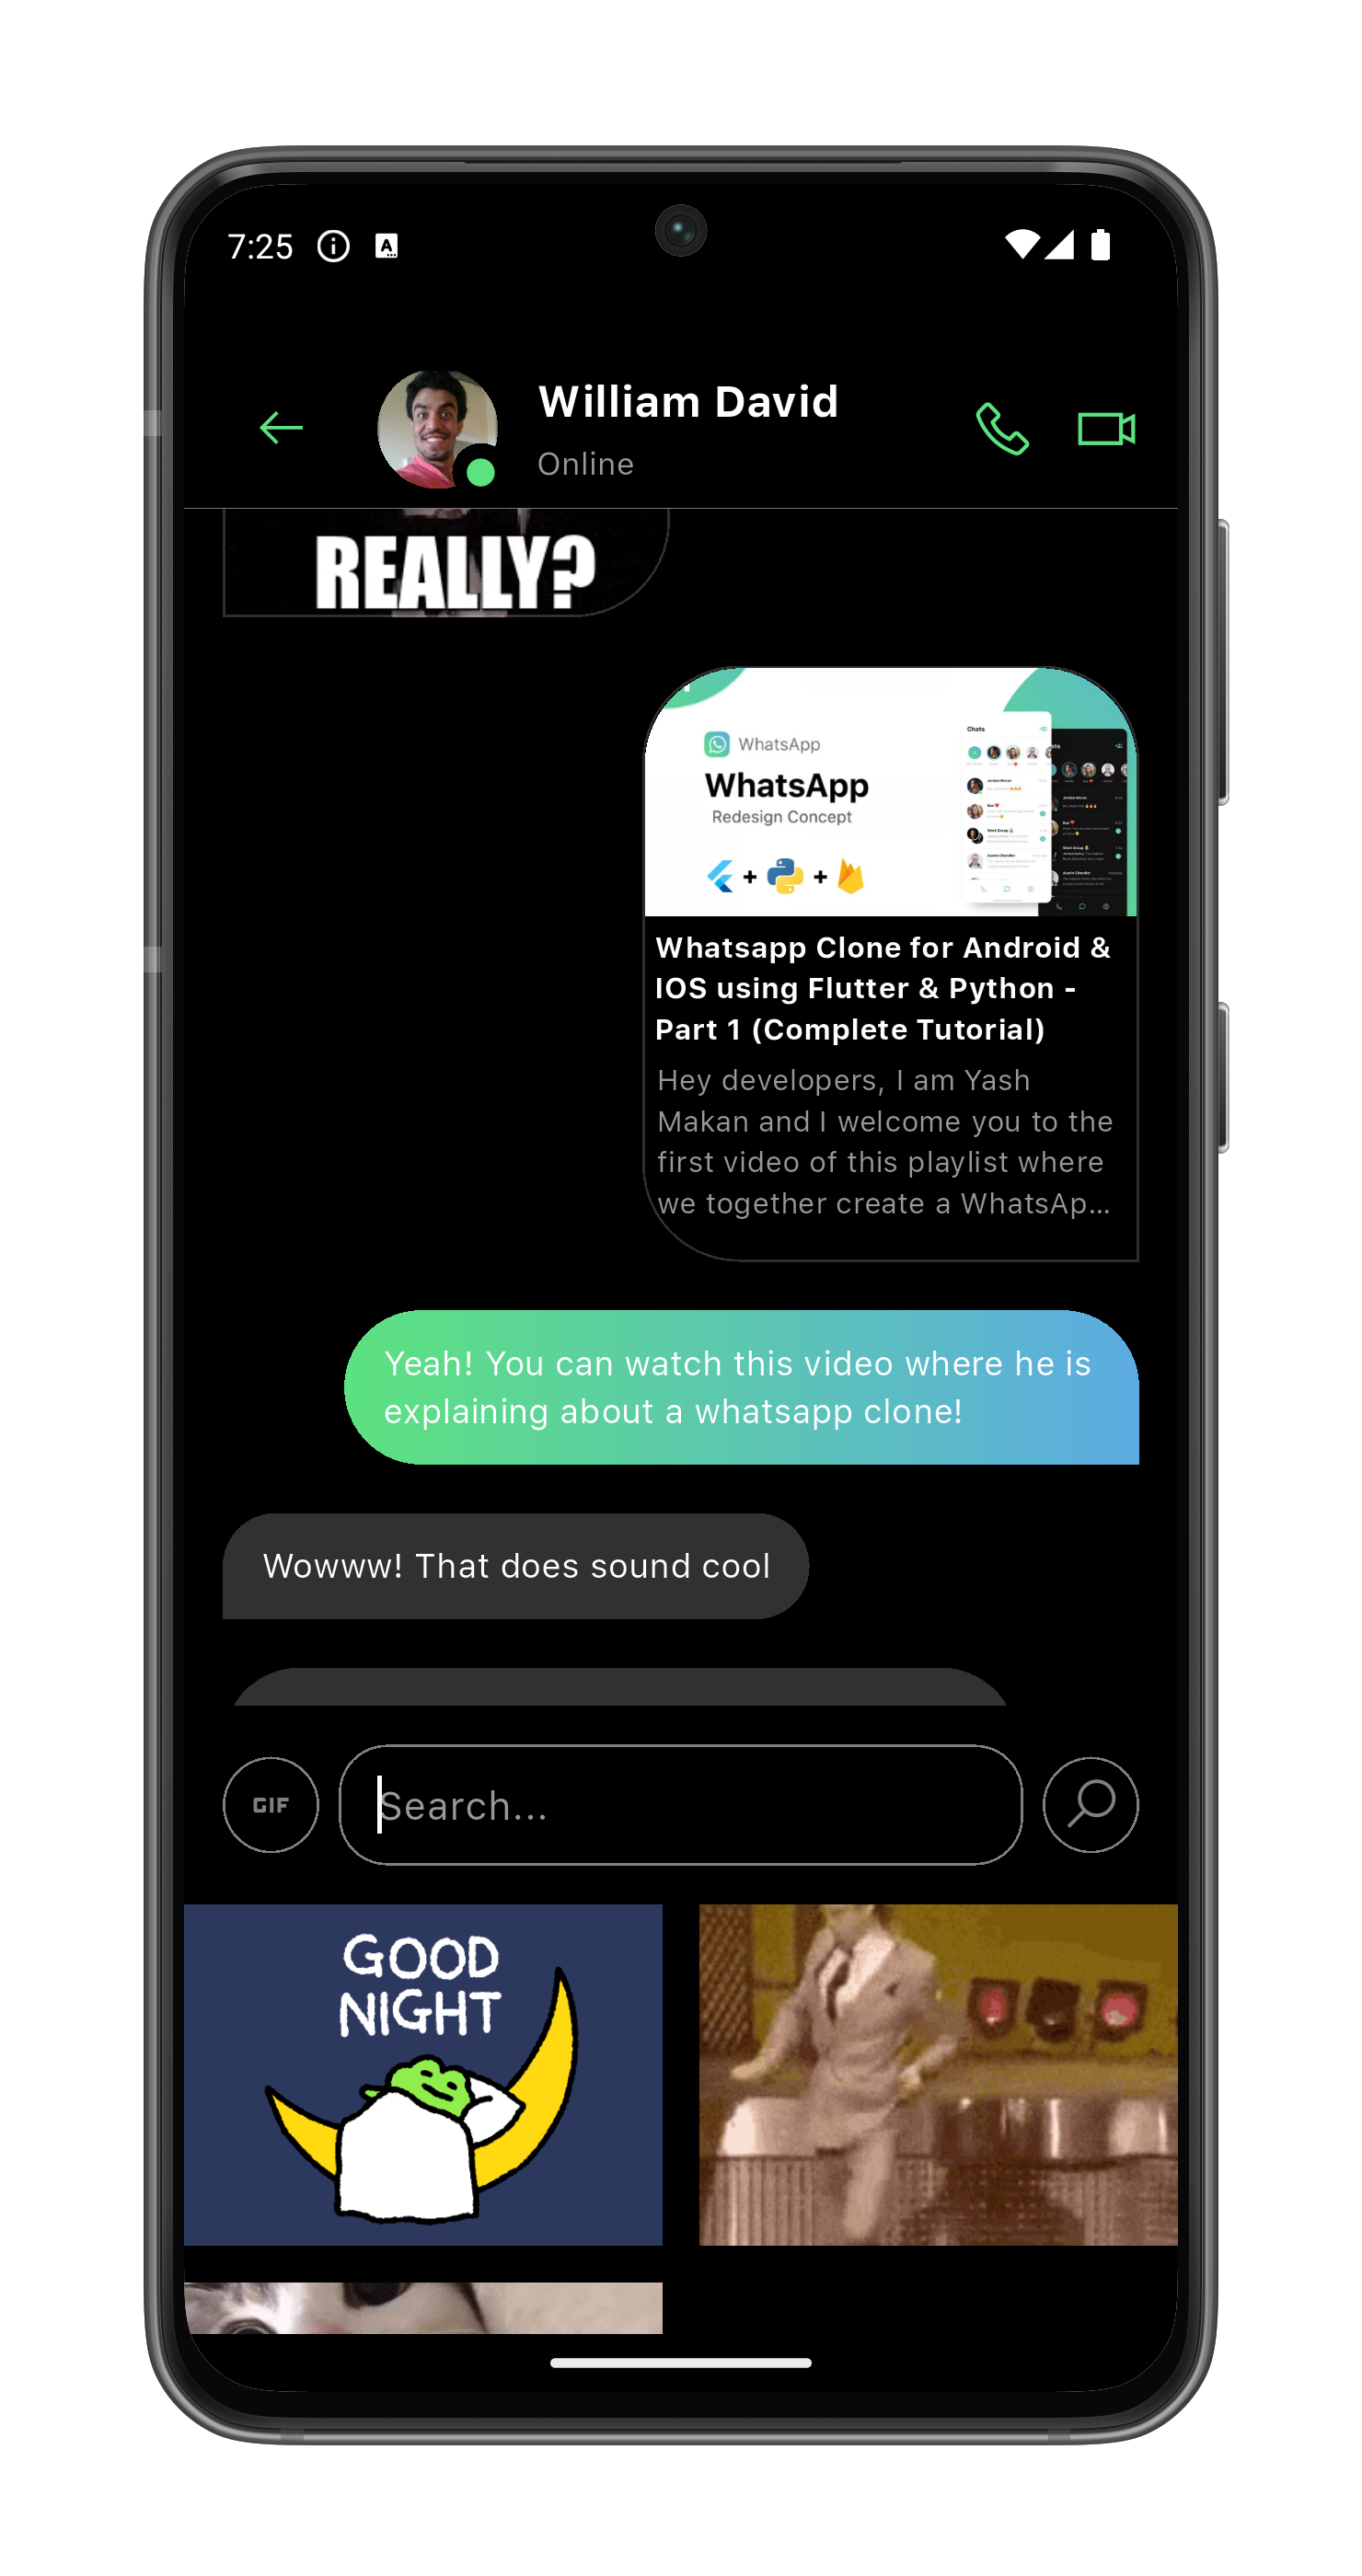 7:25
William David
Online
REALLY?
WhatsApp
WhatsApp
Redesign Concept
Chats
Whatsapp Clone for Android &
IOS using Flutter & Python -
Part 1 (Complete Tutorial)
Hey developers, I am Yash
Makan and I welcome you to the
first video of this playlist where
we together create a WhatsAp...
Yeah! You can watch this video where he is
explaining about a whatsapp clone!
Wowww! That does sound cool
GIF
Search...
GOOD
NIGHT